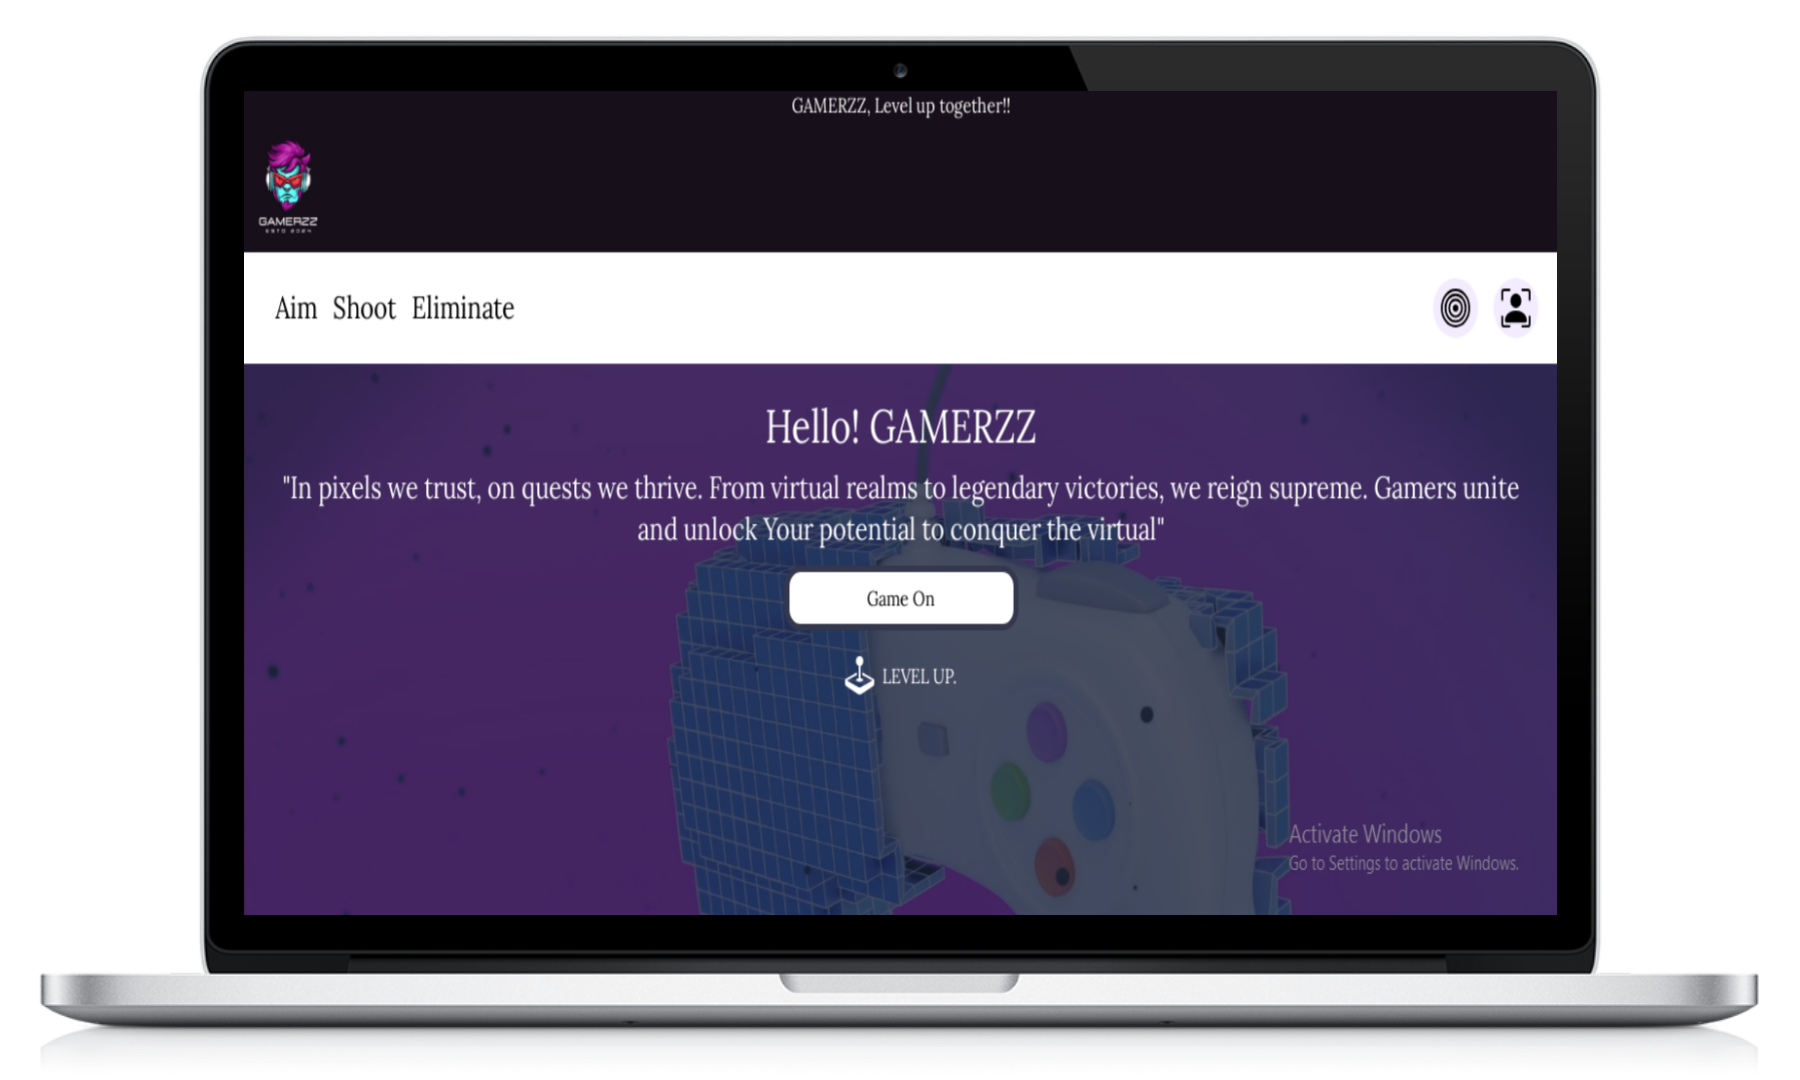 GAMERZZ, Level up together!!
GAMERZZ
ESTD 2024
Aim Shoot Eliminate
Hello! GAMERZZ
"In pixels we trust, on quests we thrive. From virtual realms to legendary victories, we reign supreme. Gamers unite
and unlock Your potential to conquer the virtual"
Game On
LEVEL UP.
Activate Windows
Go to Settings to activate Windows.